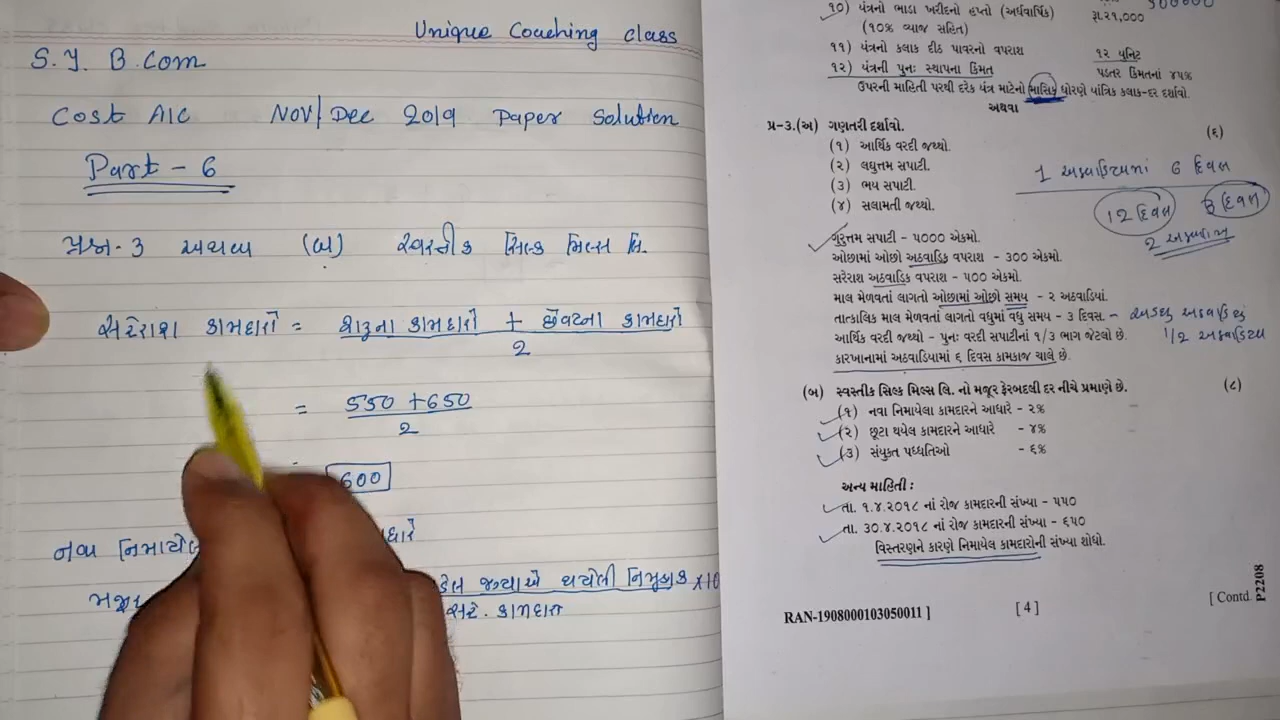 Unique Coaching class
S.Y. B.Com
Cost A/c Nov/Dec 2019 Paper Solution
Part - 6
પ્રશ્ન-3 અથવા (બ) સ્વસ્તીક સિલ્ક મિલ્સ લિ.
સરેરાશ કામદારો = શરૂના કામદારો + છેવટના કામદારો
2
= 550 + 650
2
= 600
નવા નિમાયેલ
મજુર જગ્યાએ થયેલી નિમણૂક ×10
સરે. કામદાર
૧૦) યંત્રનો ભાડા ખરીદનો હપ્તો (અર્ધવાર્ષિક) રૂા.૨૧,૦૦૦
(૧૦% વ્યાજ સહિત)
૧૧) યંત્રનો કલાક દીઠ પાવરનો વપરાશ ૧૨ યુનિટ
૧૨) યંત્રની પુનઃ સ્થાપના કિંમત પડતર કિંમતનાં ૪૫%
ઉપરની માહિતી પરથી દરેક યંત્ર માટેનો માસિક ધોરણે યાંત્રિક કલાક-દર દર્શાવો.
અથવા
પ્ર-૩.(અ) ગણતરી દર્શાવો. (૬)
(૧) આર્થિક વરદી જથ્થો.
(૨) લઘુત્તમ સપાટી.
(૩) ભય સપાટી.
(૪) સલામતી જથ્થો.
1 અઠવાડિયામાં 6 દિવસ
12 દિવસ 3 દિવસ
2 અઠવાડ
ગુરુત્તમ સપાટી - ૫૦૦૦ એકમો.
ઓછામાં ઓછો અઠવાડિક વપરાશ - ૩૦૦ એકમો.
સરેરાશ અઠવાડિક વપરાશ - ૫૦૦ એકમો.
માલ મેળવતાં લાગતો ઓછામાં ઓછો સમય - ૨ અઠવાડિયાં.
તાત્કાલિક માલ મેળવતાં લાગતો વધુમાં વધુ સમય - ૩ દિવસ. - અડધુ અઠવાડિયું
આર્થિક વરદી જથ્થો - પુનઃ વરદી સપાટીનાં ૧/૩ ભાગ જેટલો છે. 1/2 અઠવાડિયા
કારખાનામાં અઠવાડિયામાં ૬ દિવસ કામકાજ ચાલે છે.
(બ) સ્વસ્તીક સિલ્ક મિલ્સ લિ. નો મજૂર ફેરબદલી દર નીચે પ્રમાણે છે. (૮)
(૧) નવા નિમાયેલા કામદારને આધારે - ૨%
(૨) છૂટા થયેલ કામદારને આધારે - ૪%
(૩) સંયુક્ત પધ્ધતિઓ - ૬%
અન્ય માહિતી :
તા. ૧.૪.૨૦૧૮ નાં રોજ કામદારની સંખ્યા - ૫૫૦
તા. ૩૦.૪.૨૦૧૮ નાં રોજ કામદારની સંખ્યા - ૬૫૦
વિસ્તરણને કારણે નિમાયેલ કામદારોની સંખ્યા શોધો.
RAN-1908000103050011 ] [ 4 ] [ Contd.
P2208